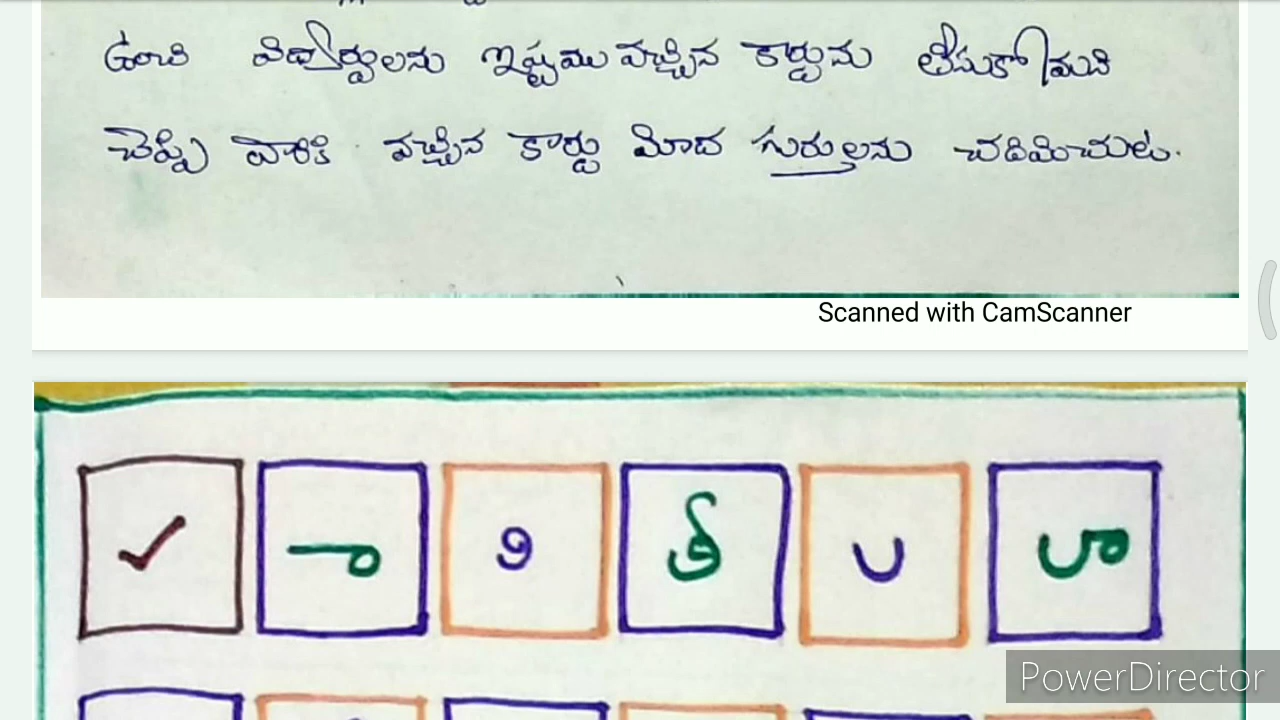 ఉంచి విద్యార్థులను ఇష్టము వచ్చిన కార్డును తీసుకోమని
చెప్పి వారికి వచ్చిన కార్డు మీద గుర్తులను చదివించుట.
Scanned with CamScanner
✓ ా ి తీ ు ూ
PowerDirector